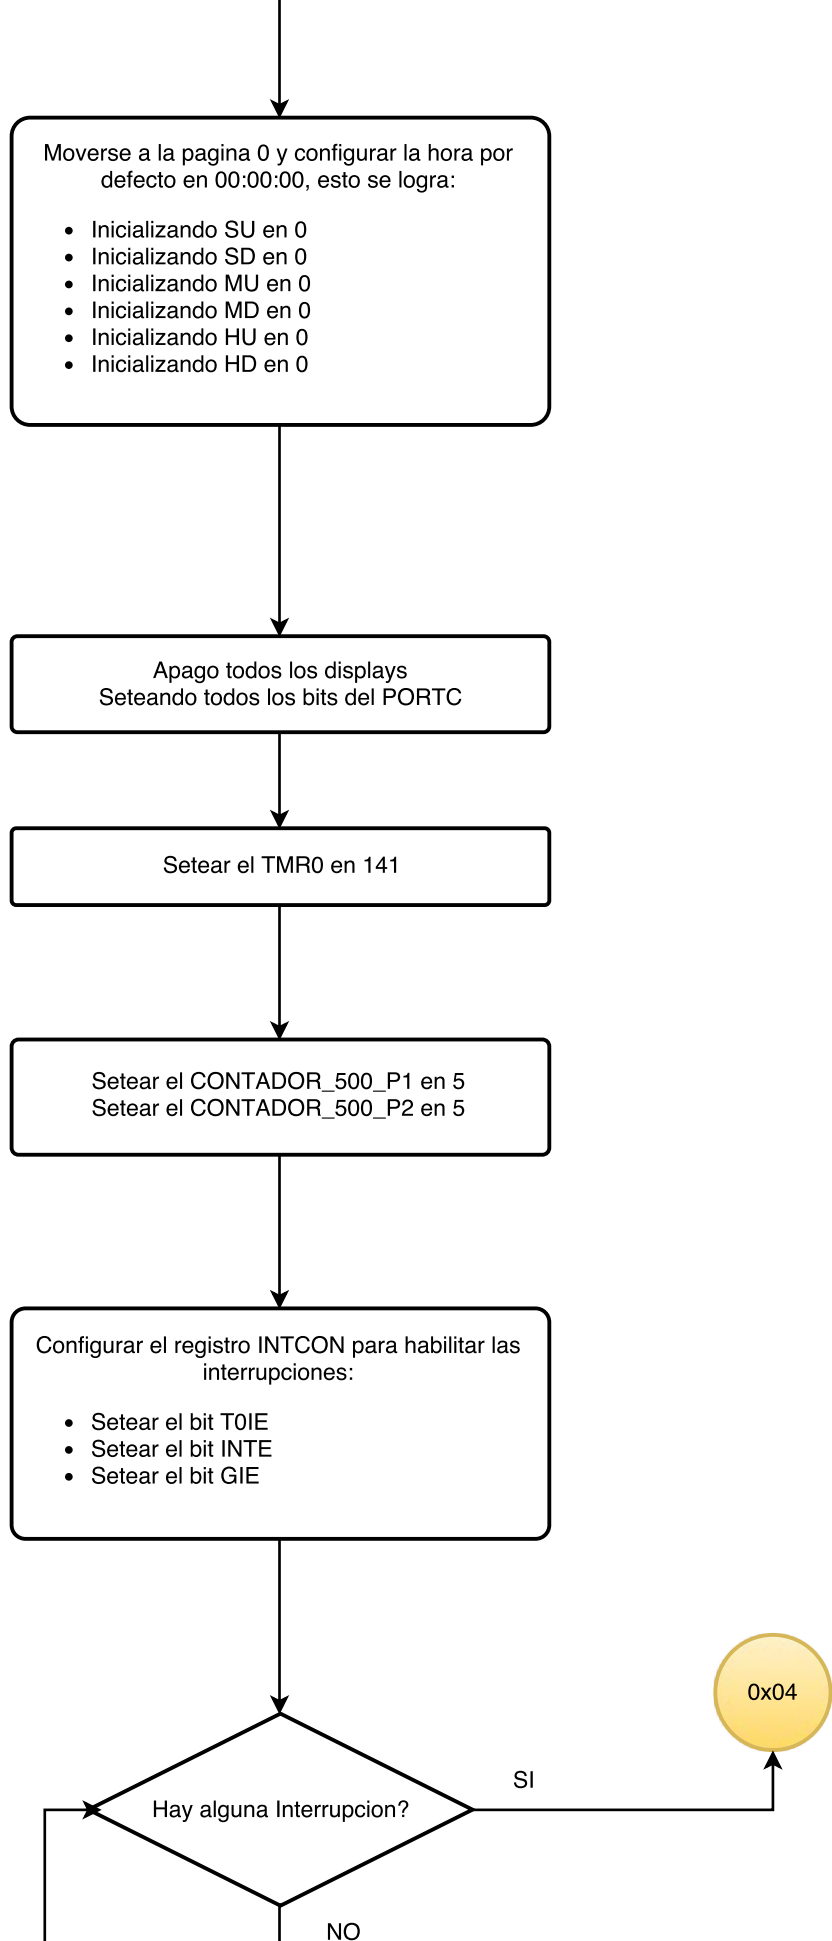 Moverse a la pagina 0 y configurar la hora por
defecto en 00:00:00, esto se logra:
• Inicializando SU en 0
• Inicializando SD en 0
• Inicializando MU en 0
• Inicializando MD en 0
• Inicializando HU en 0
• Inicializando HD en 0
Apago todos los displays
Seteando todos los bits del PORTC
Setear el TMR0 en 141
Setear el CONTADOR_500_P1 en 5
Setear el CONTADOR_500_P2 en 5
Configurar el registro INTCON para habilitar las
interrupciones:
• Setear el bit T0IE
• Setear el bit INTE
• Setear el bit GIE
0x04
SI
Hay alguna Interrupcion?
NO